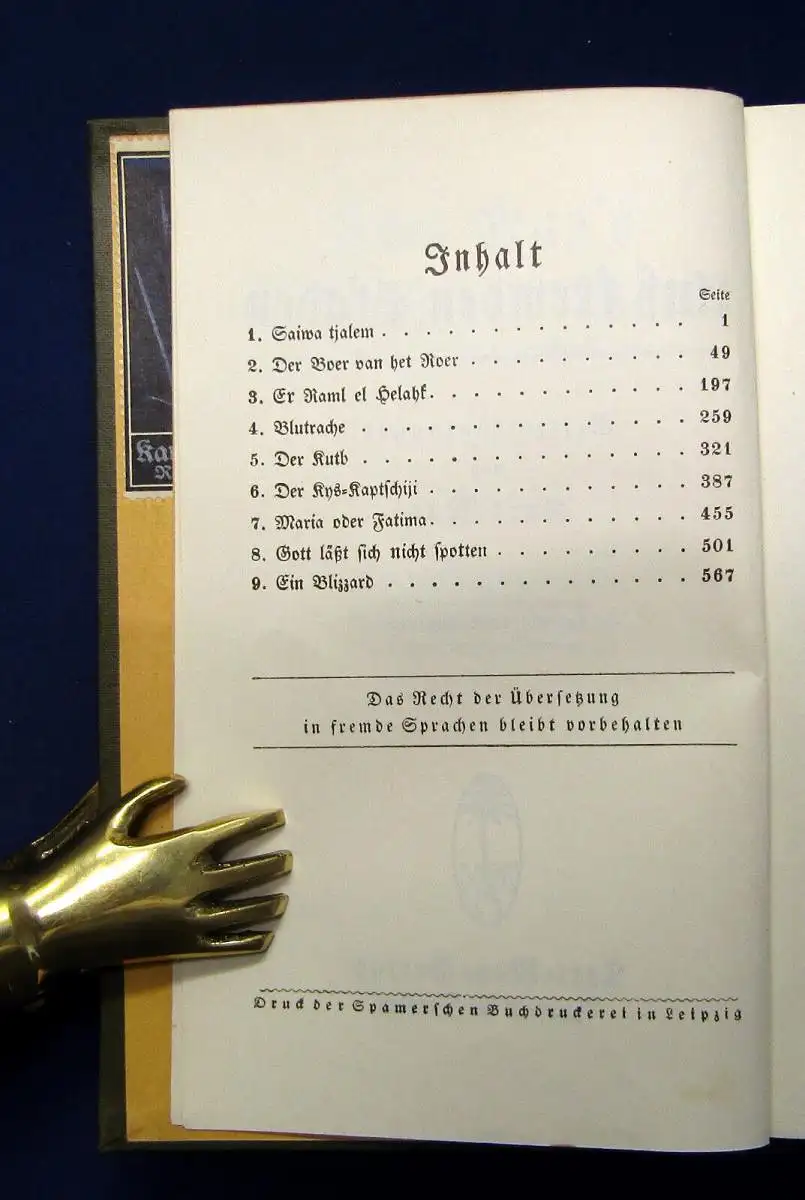 Inhalt
Seite
1. Saiwa tjalem . . . . . . . . . . . . . . 1
2. Der Boer van het Roer . . . . . . . . . . 49
3. Er Raml el Helahk. . . . . . . . . . . . 197
4. Blutrache . . . . . . . . . . . . . . . 259
5. Der Kutb . . . . . . . . . . . . . . . 321
6. Der Kys-Kaptschiji . . . . . . . . . . . 387
7. Maria oder Fatima. . . . . . . . . . . . 455
8. Gott läßt sich nicht spotten . . . . . . . . . 501
9. Ein Blizzard . . . . . . . . . . . . . . 567
Das Recht der Übersetzung
in fremde Sprachen bleibt vorbehalten
Druck der Spamerschen Buchdruckerei in Leipzig